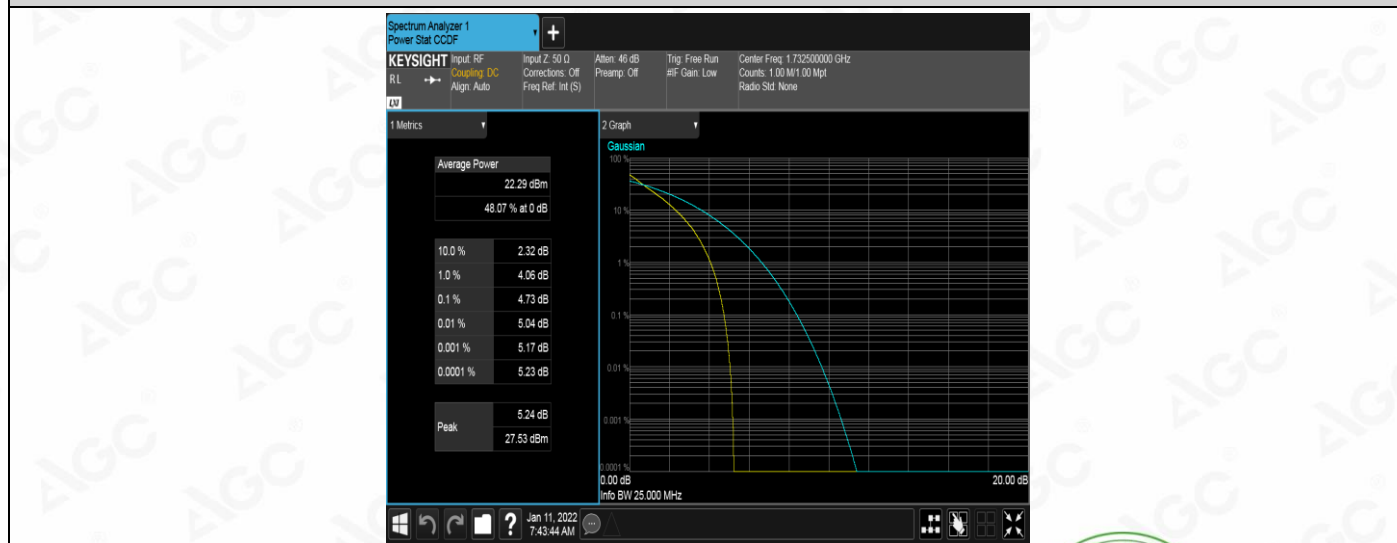 Spectrum Analyzer 1
Power Stat CCDF
+
KEYSIGHT Input: RF Input Z: 50 Ω Atten: 46 dB Trig: Free Run Center Freq: 1.732500000 GHz
RL Coupling: DC Corrections: Off Preamp: Off #IF Gain: Low Counts: 1.00 M/1.00 Mpt
Align: Auto Freq Ref: Int (S) Radio Std: None
LXI
1 Metrics
2 Graph
Average Power
22.29 dBm
48.07 % at 0 dB
10.0 % 2.32 dB
1.0 % 4.06 dB
0.1 % 4.73 dB
0.01 % 5.04 dB
0.001 % 5.17 dB
0.0001 % 5.23 dB
Peak
5.24 dB
27.53 dBm
Gaussian
100 %
10 %
1 %
0.1 %
0.01 %
0.001 %
0.0001 %
0.00 dB 20.00 dB
Info BW 25.000 MHz
? Jan 11, 2022
7:43:44 AM
AGC